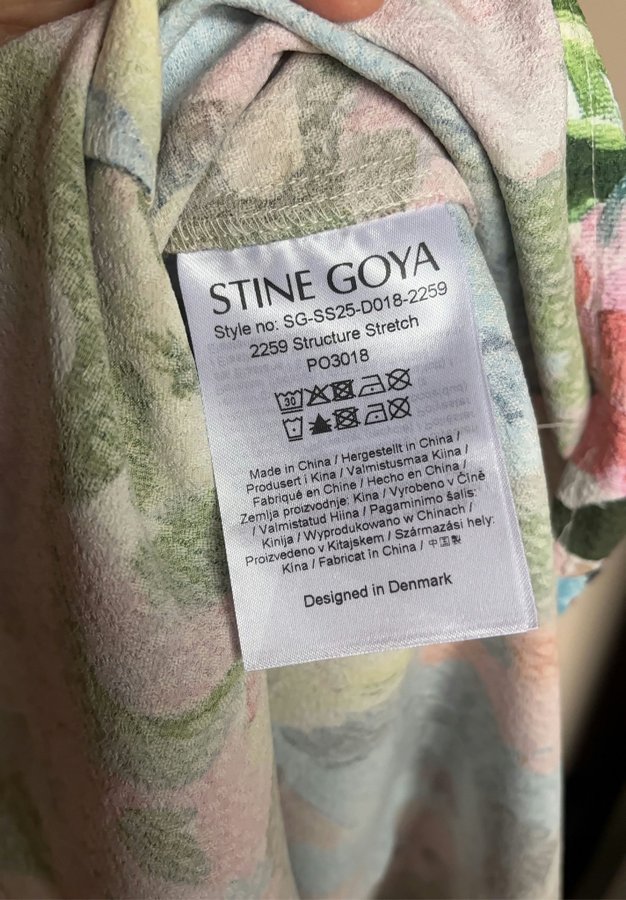 STINE GOYA
Style no: SG-SS25-D018-2259
2259 Structure Stretch
PO3018
30
Made in China / Hergestellt in China /
Produsert i Kina / Valmistusmaa Kiina /
Fabriqué en Chine / Hecho en China /
Zemlja proizvodnje: Kina / Vyrobeno v Číně
/ Valmistatud Hiina / Pagaminimo šalis:
Kinija / Wyprodukowano w Chinach /
Proizvedeno v Kitajskem / Származási hely:
Kina / Fabricat în China / 中国製
Designed in Denmark